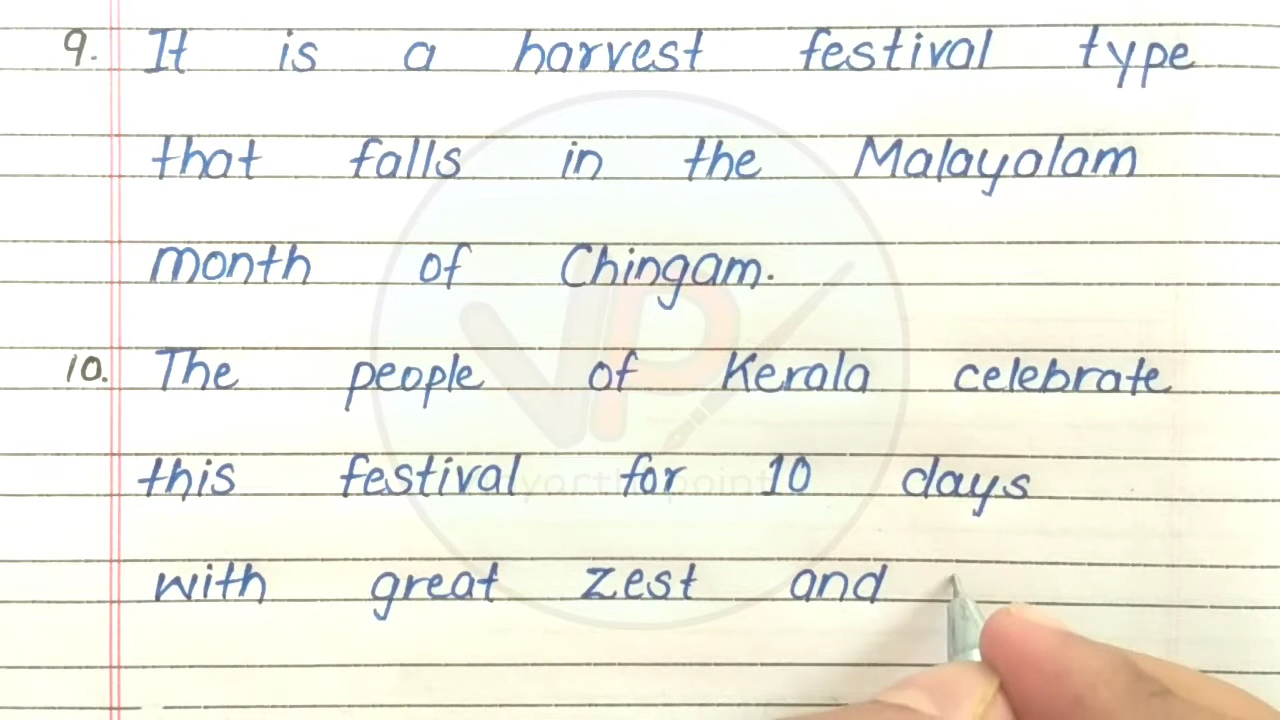 9. It is a harvest festival type
that falls in the Malayalam
month of Chingam.
10. The people of Kerala celebrate
this festival for 10 days
with great zest and